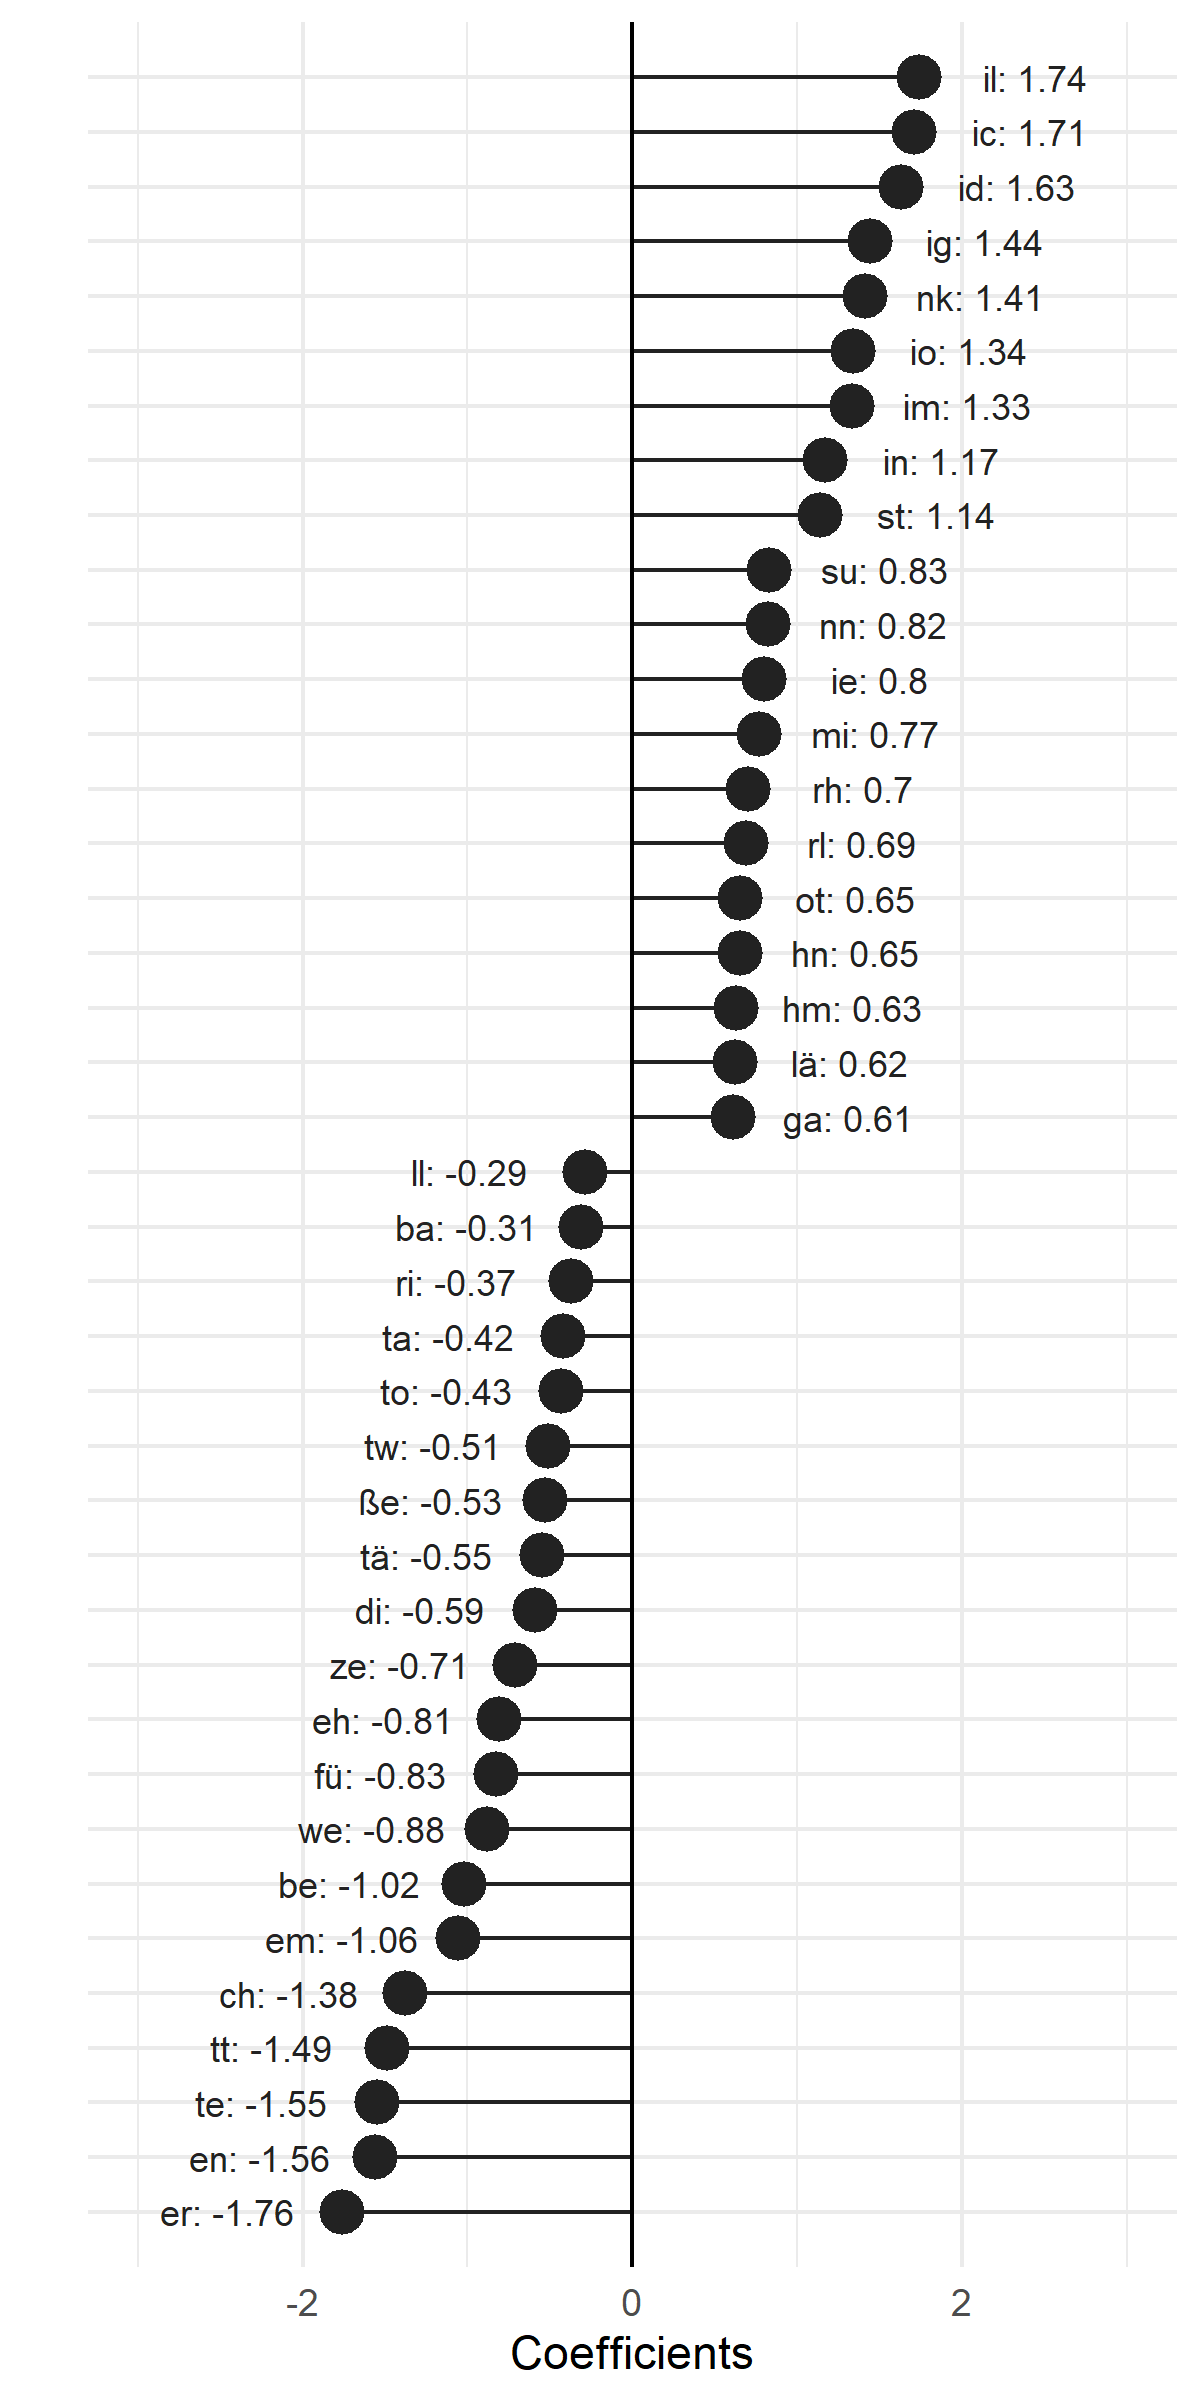 il: 1.74
ic: 1.71
id: 1.63
ig: 1.44
nk: 1.41
io: 1.34
im: 1.33
in: 1.17
st: 1.14
su: 0.83
nn: 0.82
ie: 0.8
mi: 0.77
rh: 0.7
rl: 0.69
ot: 0.65
hn: 0.65
hm: 0.63
lä: 0.62
ga: 0.61
ll: -0.29
ba: -0.31
ri: -0.37
ta: -0.42
to: -0.43
tw: -0.51
ße: -0.53
tä: -0.55
di: -0.59
ze: -0.71
eh: -0.81
fü: -0.83
we: -0.88
be: -1.02
em: -1.06
ch: -1.38
tt: -1.49
te: -1.55
en: -1.56
er: -1.76
-2 0 2
Coefficients